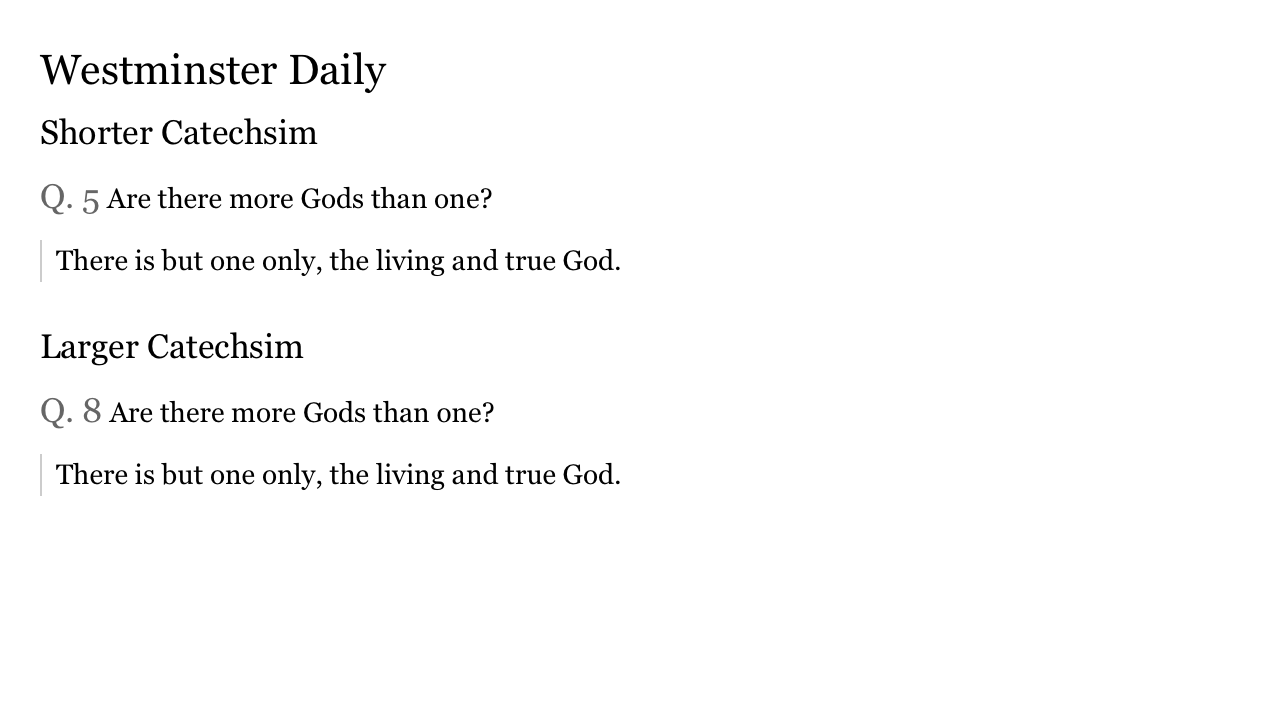 Westminster Daily
Shorter Catechsim
Q. 5 Are there more Gods than one?
There is but one only, the living and true God.
Larger Catechsim
Q. 8 Are there more Gods than one?
There is but one only, the living and true God.